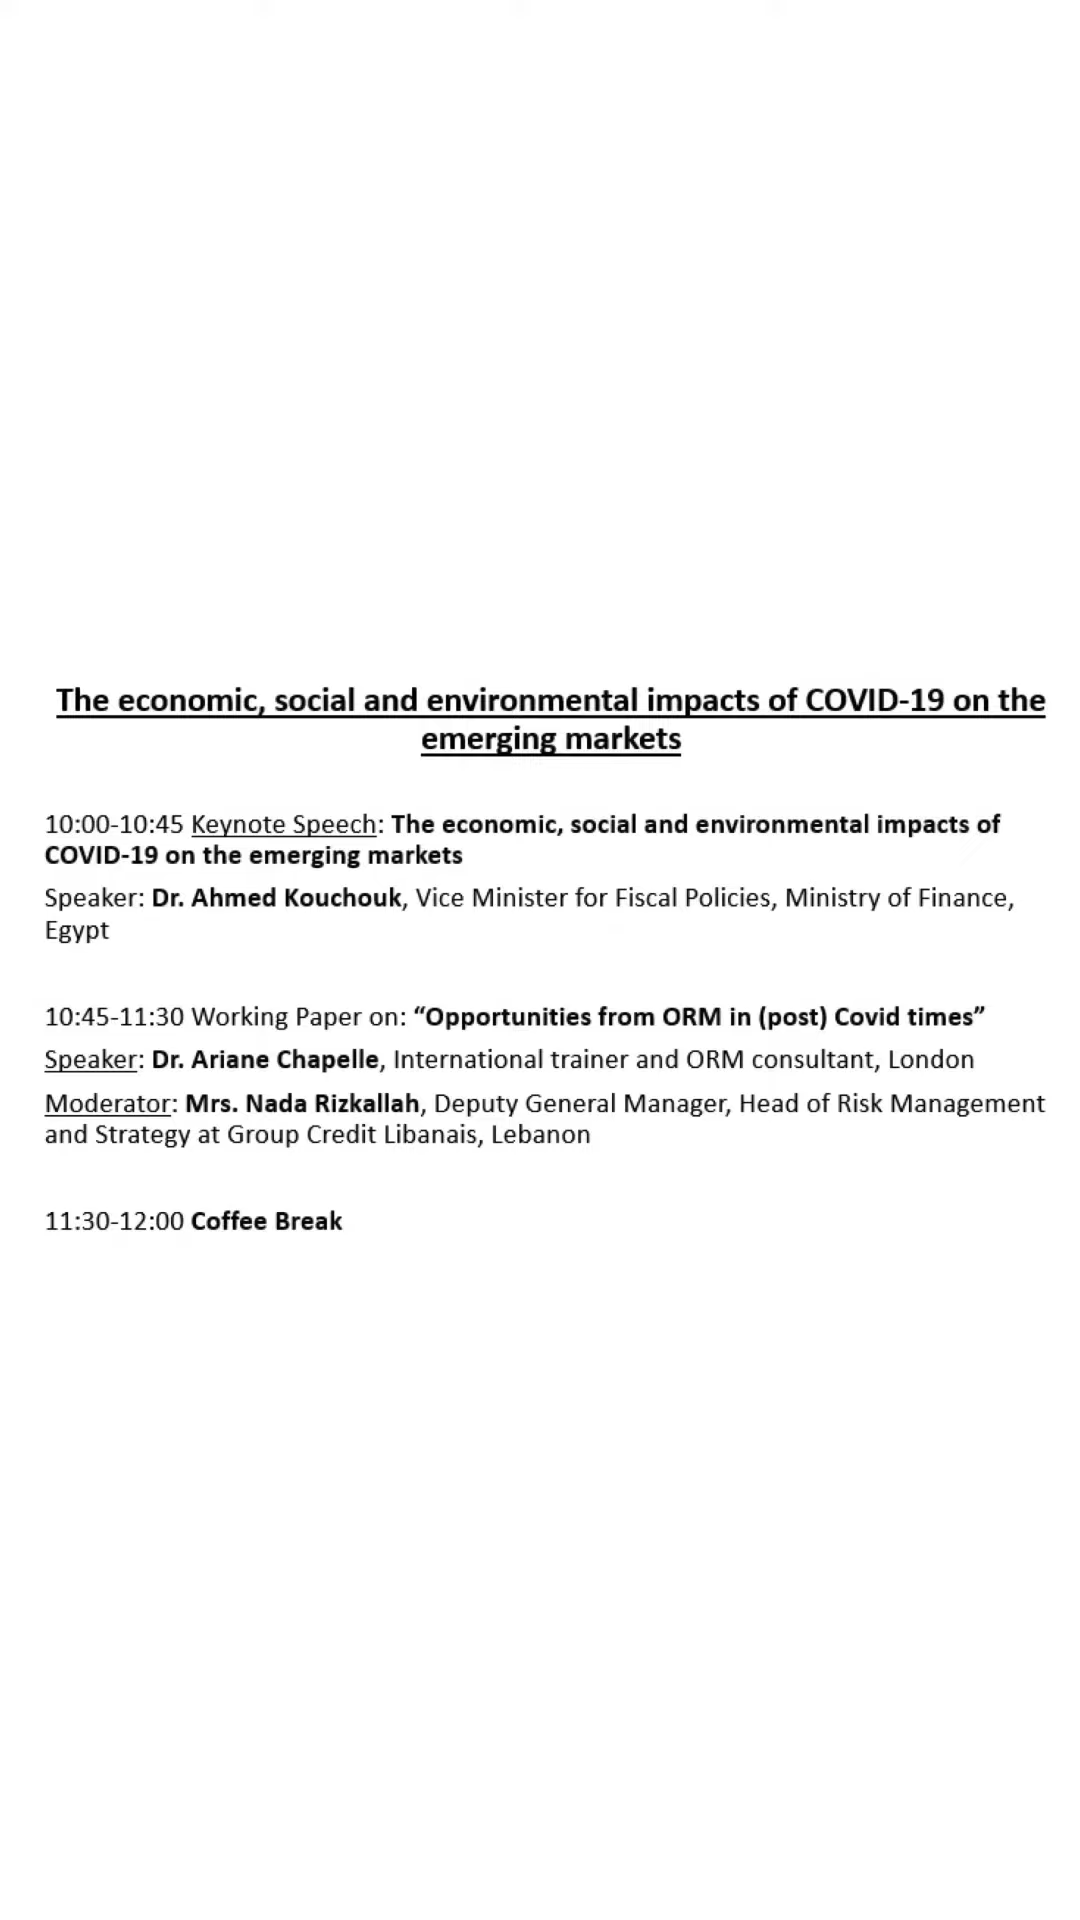 The economic, social and environmental impacts of COVID-19 on the
emerging markets
10:00-10:45 Keynote Speech: The economic, social and environmental impacts of
COVID-19 on the emerging markets
Speaker: Dr. Ahmed Kouchouk, Vice Minister for Fiscal Policies, Ministry of Finance,
Egypt
10:45-11:30 Working Paper on: “Opportunities from ORM in (post) Covid times”
Speaker: Dr. Ariane Chapelle, International trainer and ORM consultant, London
Moderator: Mrs. Nada Rizkallah, Deputy General Manager, Head of Risk Management
and Strategy at Group Credit Libanais, Lebanon
11:30-12:00 Coffee Break